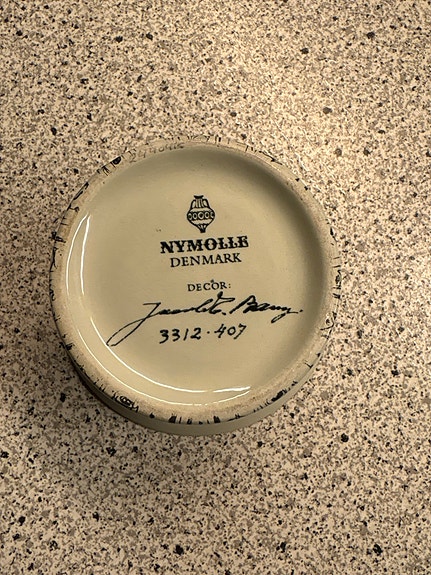 NYMOLLE
DENMARK
DECOR:
3312-407